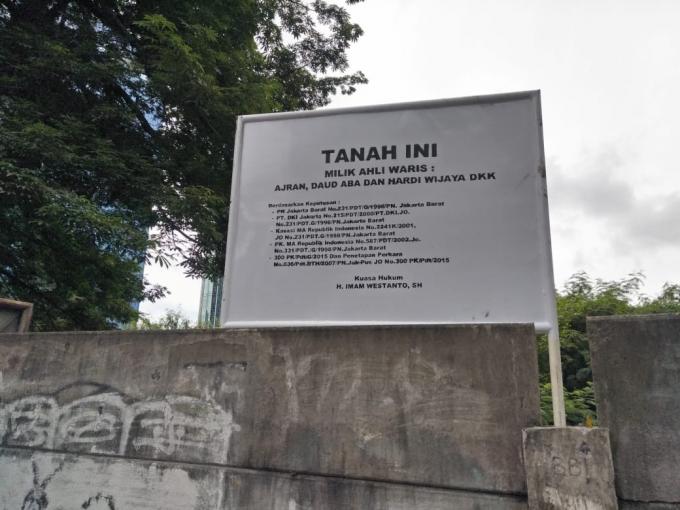 TANAH INI
MILIK AHLI WARIS :
AJRAN, DAUD ABA DAN HARDI WIJAYA DKK
Berdasarkan Keputusan :
- PN Jakarta Barat No.231/PDT/G/1998/PN. Jakarta Barat
- PT. DKI Jakarta No.215/PDT/2000/PT.DKI.JO.
No.231/PDT.G/1998/PN.Jakarta Barat
- Kasasi MA Republik Indonesia No.3241K/2001,
JO No.231/PDT.G/1998/PN.Jakarta Barat
- PK. MA Republik Indonesia No.587/PDT/2002.Jo.
No.331/PDT./G/1998/PN.Jakarta Barat
- 300 PK/Pdt/G/2015 Dan Penetapan Perkara
No.036/Pdt.BTH/2007/PN.Jak-Pus JO No.300 PK/Pdt/2015
Kuasa Hukum
H. IMAM WESTANTO, SH